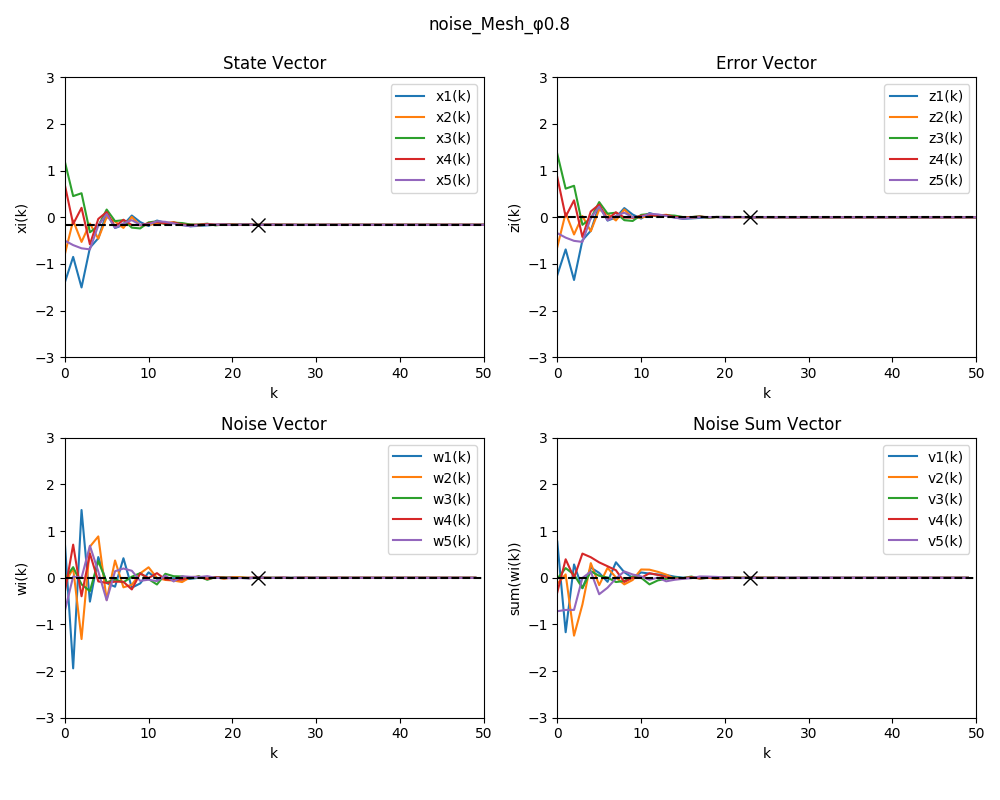 noise_Mesh_φ0.8
State Vector
xi(k)
3
2
1
0
−1
−2
−3
x1(k)
x2(k)
x3(k)
x4(k)
x5(k)
0 10 20 30 40 50
k
Error Vector
zi(k)
3
2
1
0
−1
−2
−3
z1(k)
z2(k)
z3(k)
z4(k)
z5(k)
0 10 20 30 40 50
k
Noise Vector
wi(k)
3
2
1
0
−1
−2
−3
w1(k)
w2(k)
w3(k)
w4(k)
w5(k)
0 10 20 30 40 50
k
Noise Sum Vector
sum(wi(k))
3
2
1
0
−1
−2
−3
v1(k)
v2(k)
v3(k)
v4(k)
v5(k)
0 10 20 30 40 50
k